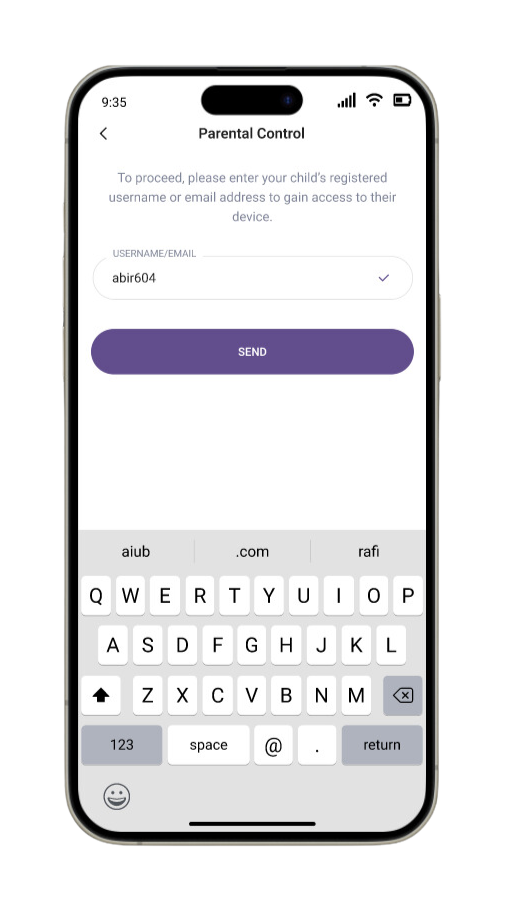 9:35
Parental Control
To proceed, please enter your child's registered
username or email address to gain access to their
device.
USERNAME/EMAIL
abir604
SEND
aiub .com rafi
Q W E R T Y U I O P
A S D F G H J K L
Z X C V B N M
123 space @ . return